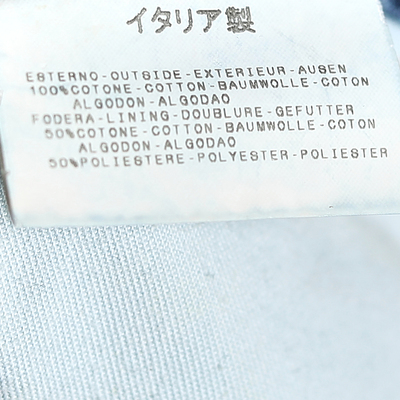 イタリア製
ESTERNO-OUTSIDE-EXTERIEUR-AUSEN
100%COTONE-COTTON-BAUMWOLLE-COTON
ALGODON-ALGODAO
FODERA-LINING-DOUBLURE-GEFUTTER
50%COTONE-COTTON-BAUMWOLLE-COTON
ALGODON-ALGODAO
50%POLIESTERE-POLYESTER-POLIESTER